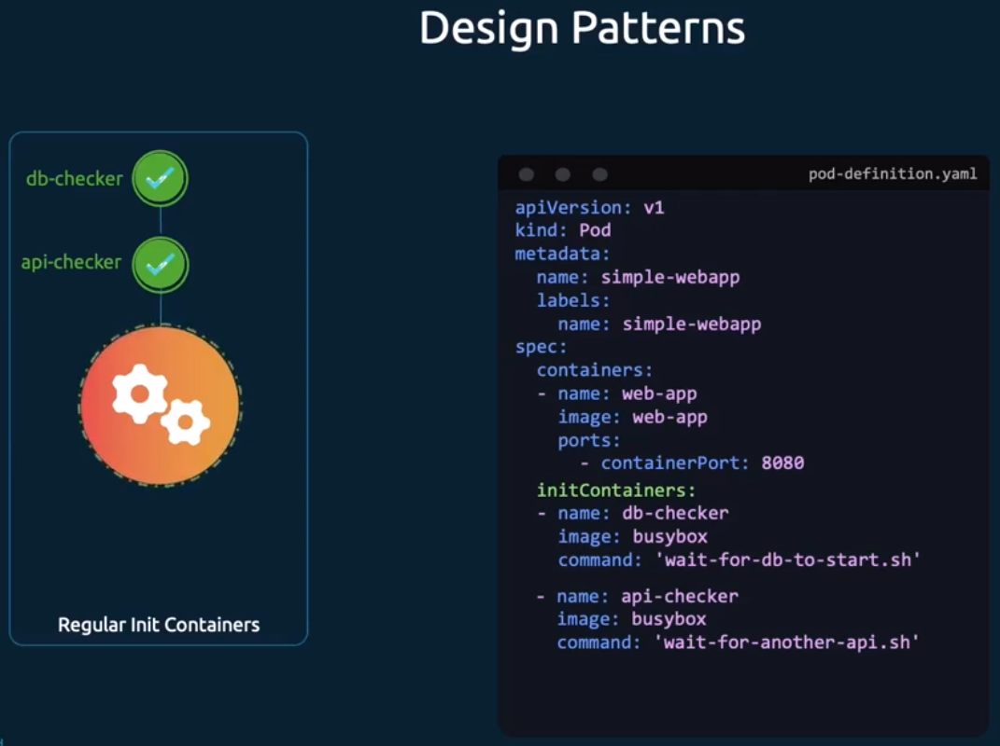 Design Patterns
db-checker
api-checker
Regular Init Containers
pod-definition.yaml
apiVersion: v1
kind: Pod
metadata:
  name: simple-webapp
  labels:
    name: simple-webapp
spec:
  containers:
  - name: web-app
    image: web-app
    ports:
      - containerPort: 8080
  initContainers:
  - name: db-checker
    image: busybox
    command: 'wait-for-db-to-start.sh'
  - name: api-checker
    image: busybox
    command: 'wait-for-another-api.sh'